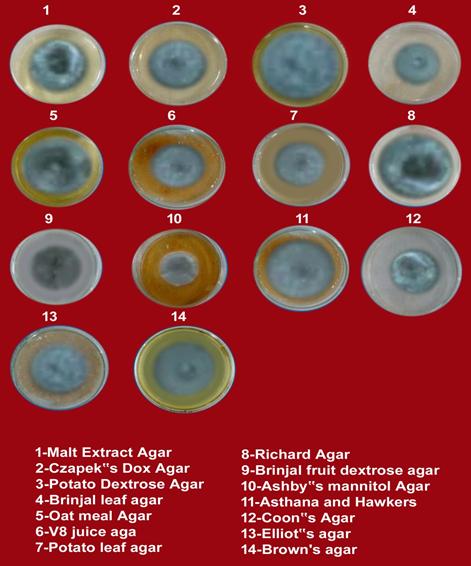 1 2 3 4
5 6 7 8
9 10 11 12
13 14
1-Malt Extract Agar
2-Czapek‟s Dox Agar
3-Potato Dextrose Agar
4-Brinjal leaf agar
5-Oat meal Agar
6-V8 juice aga
7-Potato leaf agar
8-Richard Agar
9-Brinjal fruit dextrose agar
10-Ashby‟s mannitol Agar
11-Asthana and Hawkers
12-Coon‟s Agar
13-Elliot‟s agar
14-Brown's agar